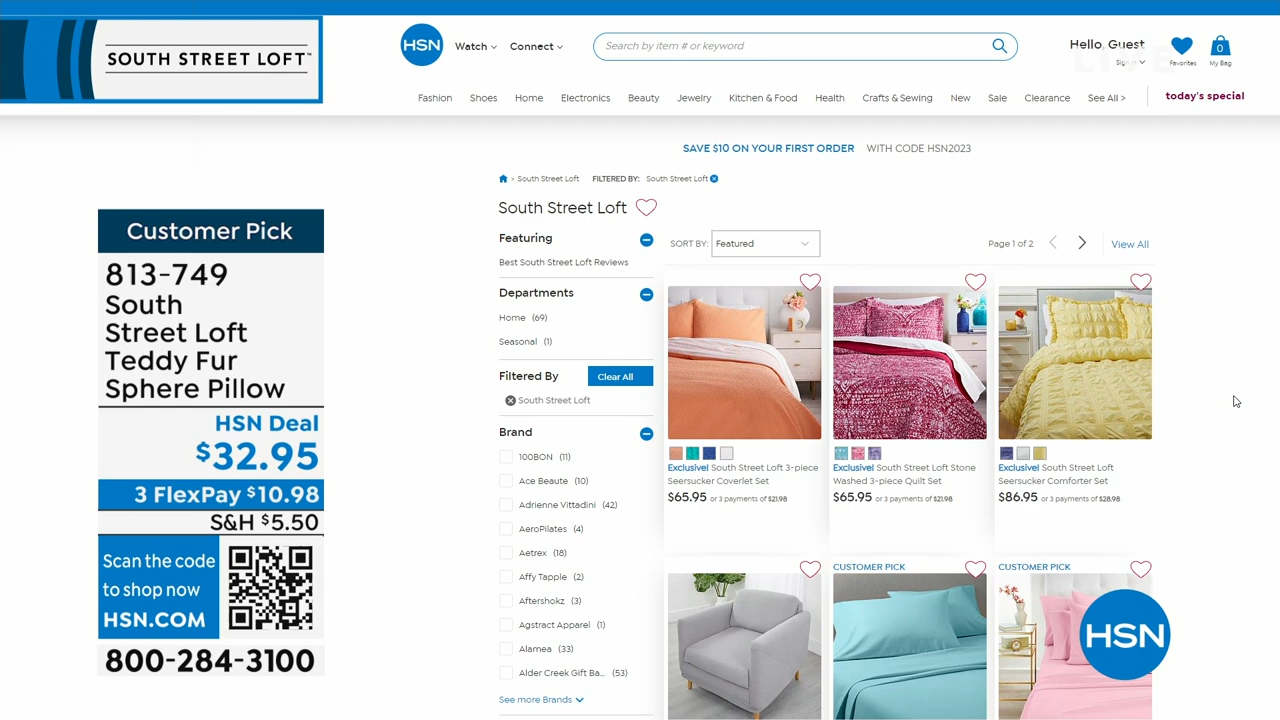 SOUTH STREET LOFT™
HSN
Watch
Connect
Search by item # or keyword
Hello, Guest
Sign In
Favorites
0
My Bag
LIVE
Fashion
Shoes
Home
Electronics
Beauty
Jewelry
Kitchen & Food
Health
Crafts & Sewing
New
Sale
Clearance
See All >
today's special
SAVE $10 ON YOUR FIRST ORDER WITH CODE HSN2023
> South Street Loft FILTERED BY: South Street Loft
South Street Loft
Customer Pick
813-749
South
Street Loft
Teddy Fur
Sphere Pillow
HSN Deal
$32.95
3 FlexPay $10.98
S&H $5.50
Scan the code
to shop now
HSN.COM
800-284-3100
Featuring
Best South Street Loft Reviews
Departments
Home (69)
Seasonal (1)
Filtered By
Clear All
South Street Loft
Brand
100BON (11)
Ace Beaute (10)
Adrienne Vittadini (42)
AeroPilates (4)
Aetrex (18)
Affy Tapple (2)
Aftershokz (3)
Agstract Apparel (1)
Alamea (33)
Alder Creek Gift Ba... (53)
See more Brands
SORT BY: Featured
Page 1 of 2
View All
Exclusive! South Street Loft 3-piece
Seersucker Coverlet Set
$65.95 or 3 payments of $21.98
Exclusive! South Street Loft Stone
Washed 3-piece Quilt Set
$65.95 or 3 payments of $21.98
Exclusive! South Street Loft
Seersucker Comforter Set
$86.95 or 3 payments of $28.98
CUSTOMER PICK
CUSTOMER PICK
HSN